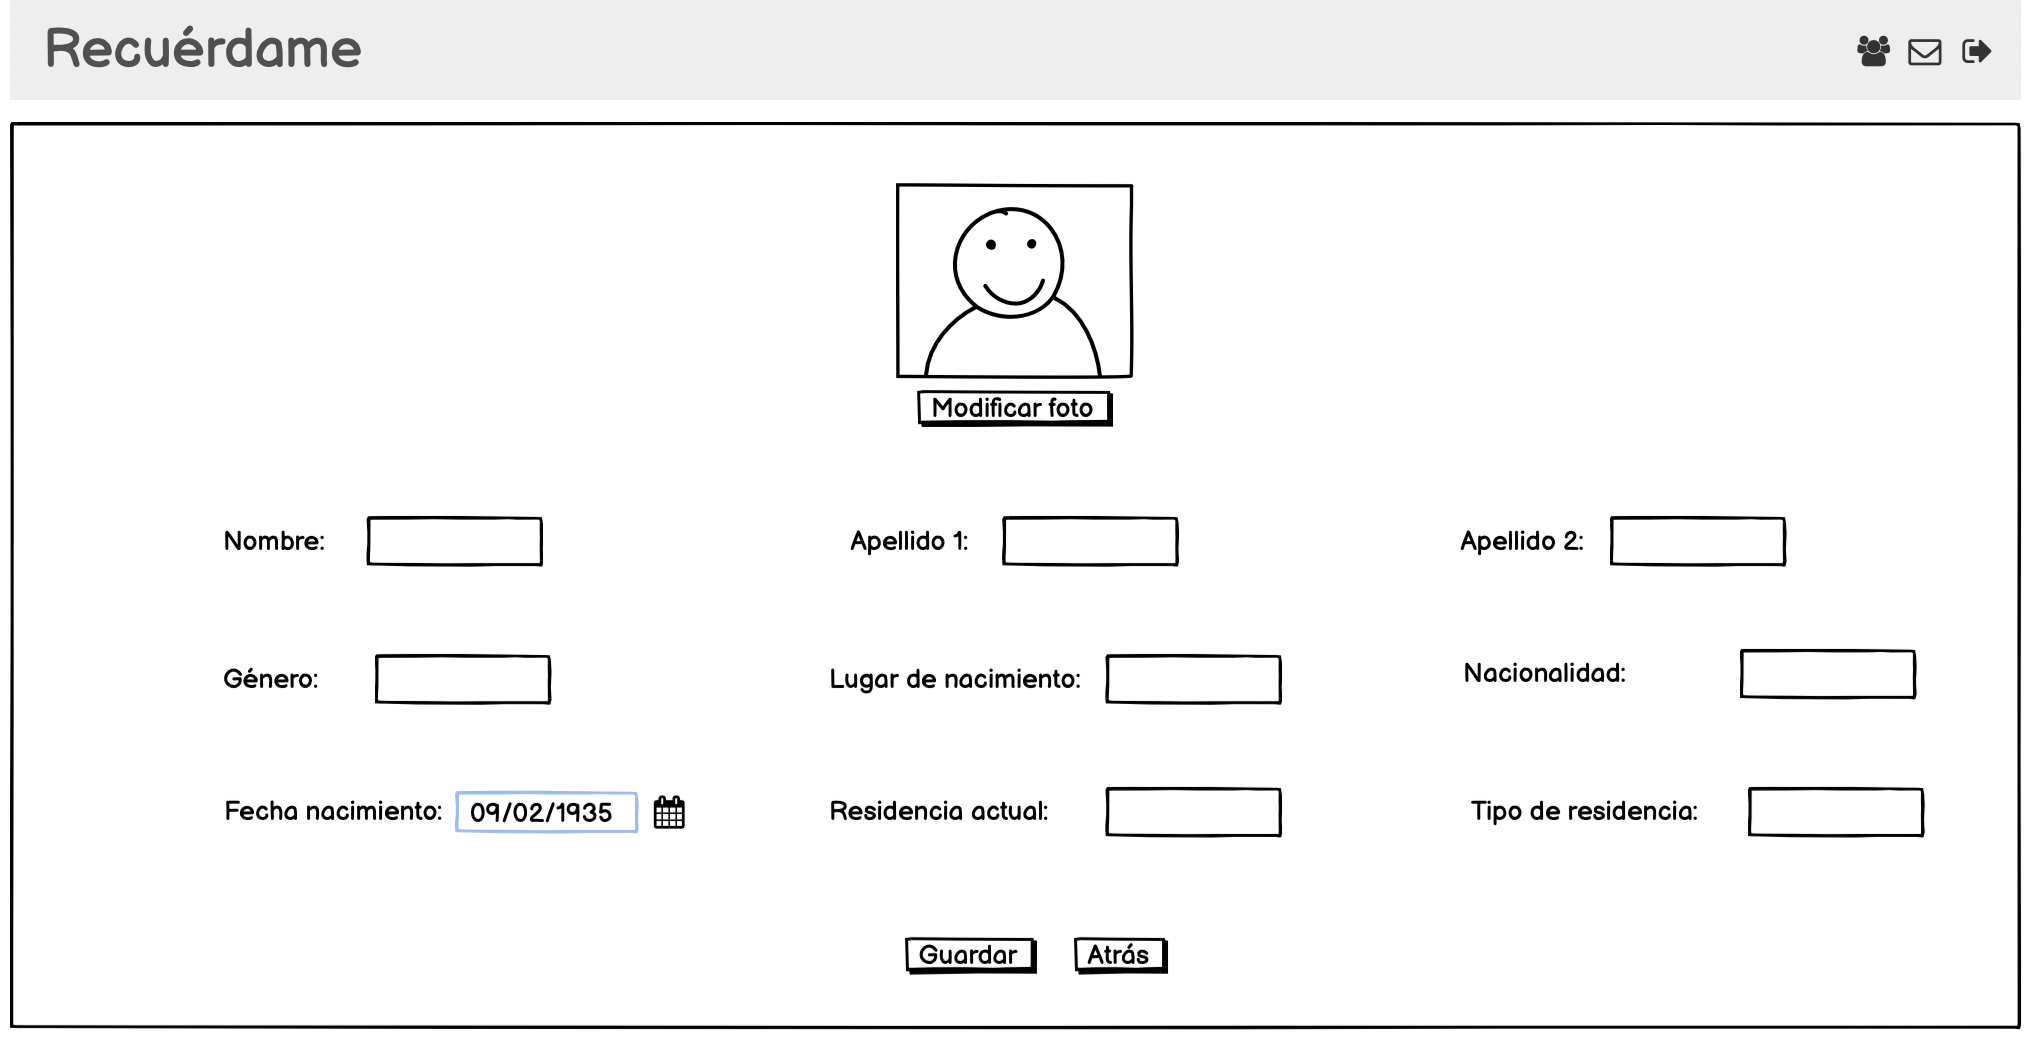 Recuérdame
Modificar foto
Nombre:
Apellido 1:
Apellido 2:
Género:
Lugar de nacimiento:
Nacionalidad:
Fecha nacimiento: 09/02/1935
Residencia actual:
Tipo de residencia:
Guardar
Atrás